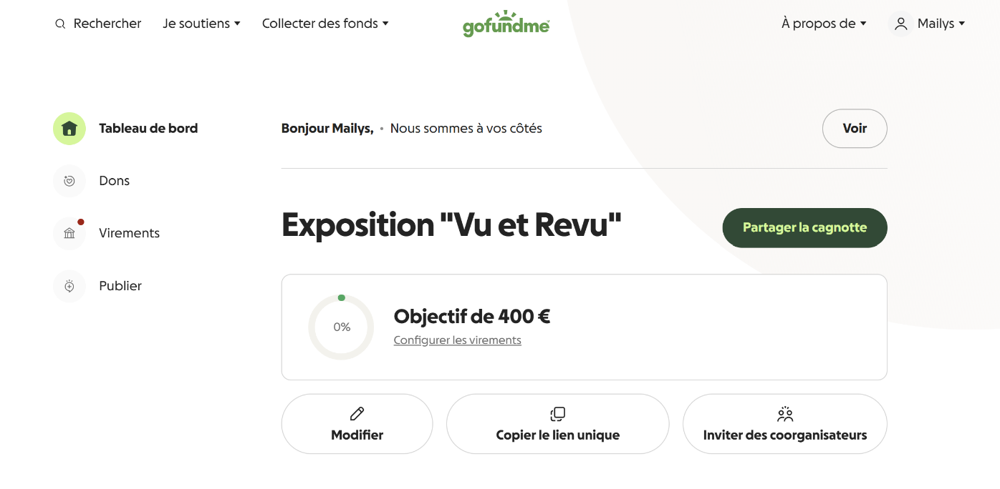 Rechercher Je soutiens Collecter des fonds gofundme À propos de Mailys
Tableau de bord
Dons
Virements
Publier
Bonjour Mailys, • Nous sommes à vos côtés
Voir
Exposition "Vu et Revu"
Partager la cagnotte
0%
Objectif de 400 €
Configurer les virements
Modifier
Copier le lien unique
Inviter des coorganisateurs